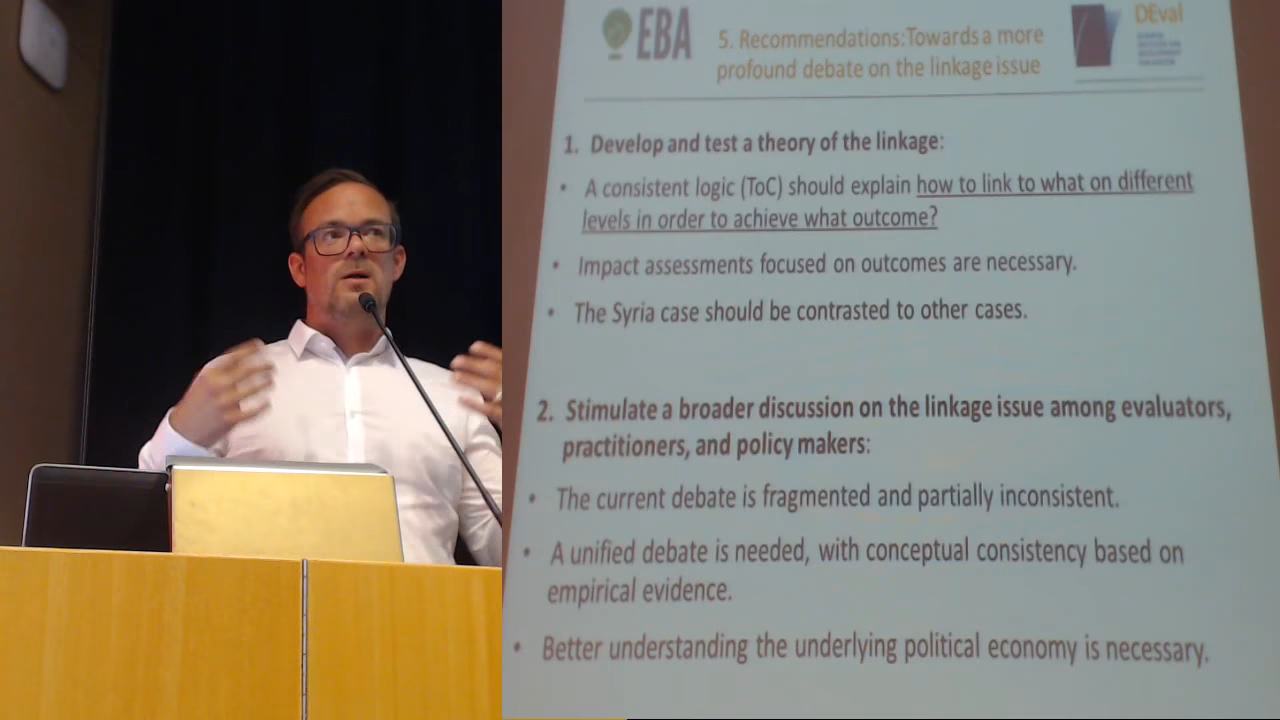 EBA
5. Recommendations: Towards a more
profound debate on the linkage issue
DEval
1. Develop and test a theory of the linkage:
• A consistent logic (ToC) should explain how to link to what on different
levels in order to achieve what outcome?
• Impact assessments focused on outcomes are necessary.
• The Syria case should be contrasted to other cases.
2. Stimulate a broader discussion on the linkage issue among evaluators,
practitioners, and policy makers:
• The current debate is fragmented and partially inconsistent.
• A unified debate is needed, with conceptual consistency based on
empirical evidence.
• Better understanding the underlying political economy is necessary.